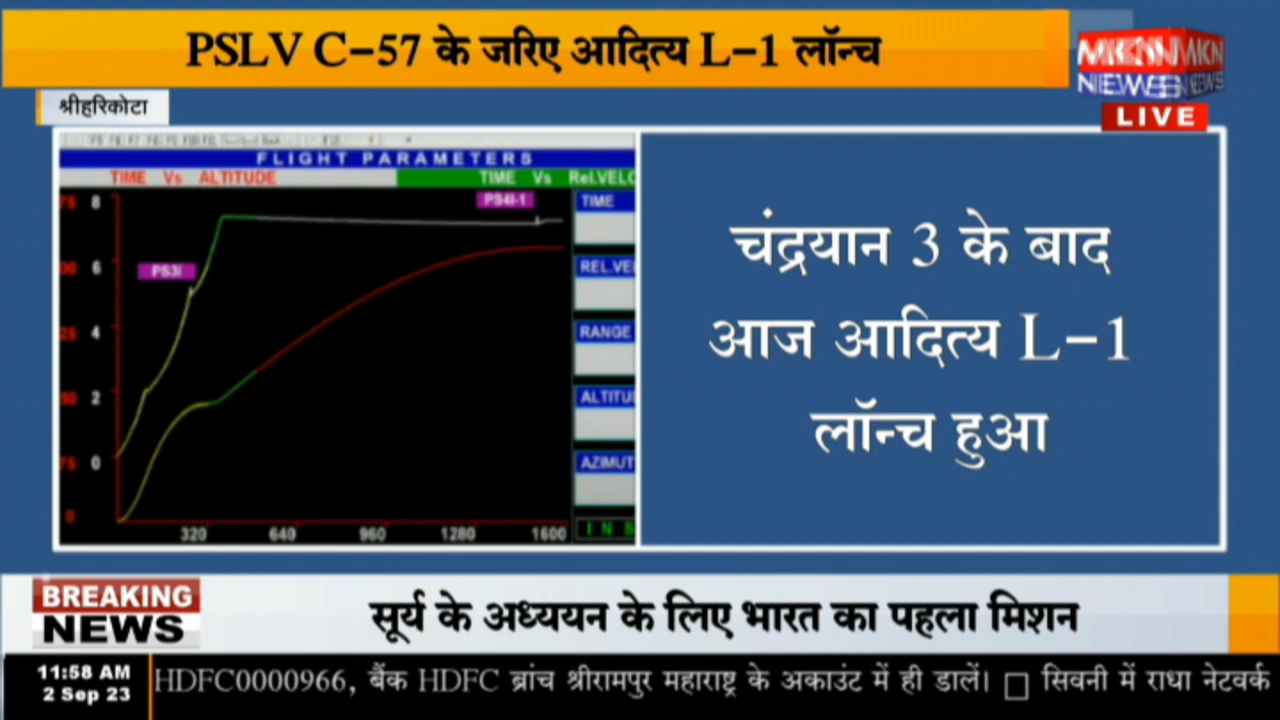 PSLV C-57 के जरिए आदित्य L-1 लॉन्च
MKN
NEWS
LIVE
श्रीहरिकोटा
FLIGHT PARAMETERS
TIME Vs ALTITUDE
TIME Vs Rel.VELO
8
6
4
2
0
0
PS3I
PS4I-1
320 640 960 1280 1600
TIME
REL.VEL
RANGE
ALTITU
AZIMUT
INS
चंद्रयान 3 के बाद
आज आदित्य L-1
लॉन्च हुआ
BREAKING
NEWS
सूर्य के अध्ययन के लिए भारत का पहला मिशन
11:58 AM
2 Sep 23
HDFC0000966, बैंक HDFC ब्रांच श्रीरामपुर महाराष्ट्र के अकाउंट में ही डालें। □ सिवनी में राधा नेटवर्क